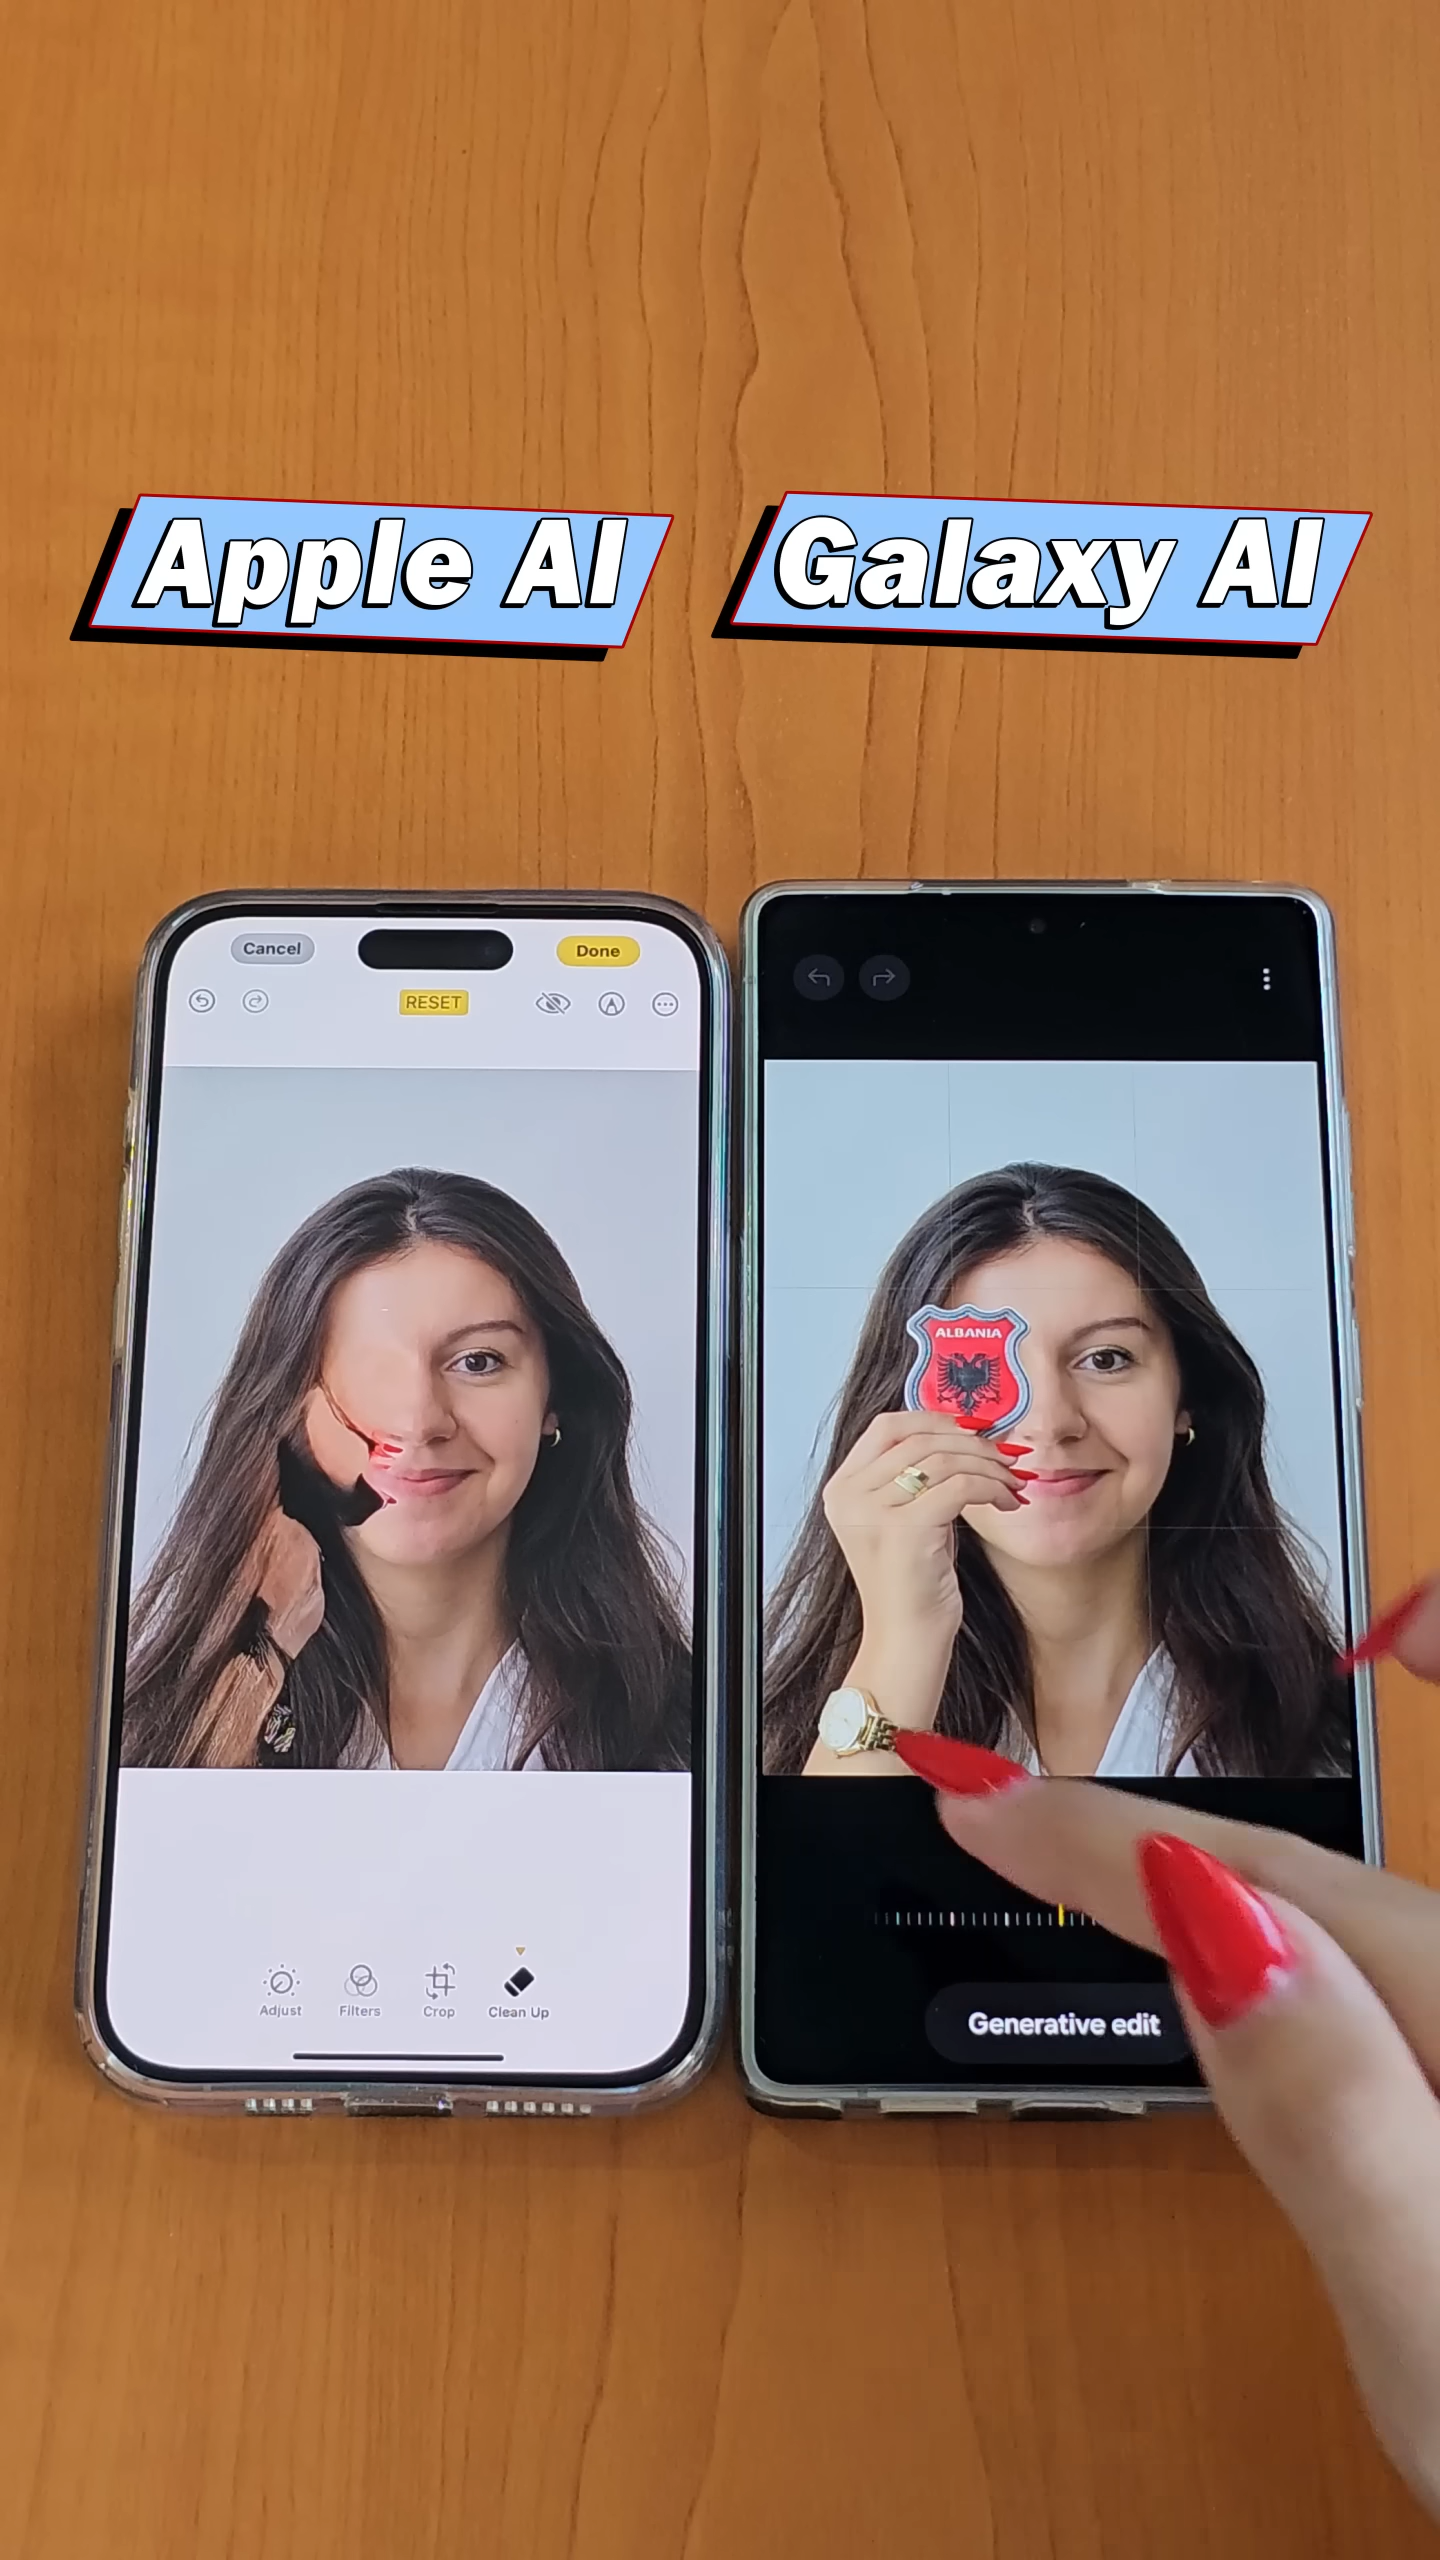 Apple AI
Galaxy AI
Cancel
Done
RESET
ALBANIA
Adjust
Filters
Crop
Clean Up
Generative edit